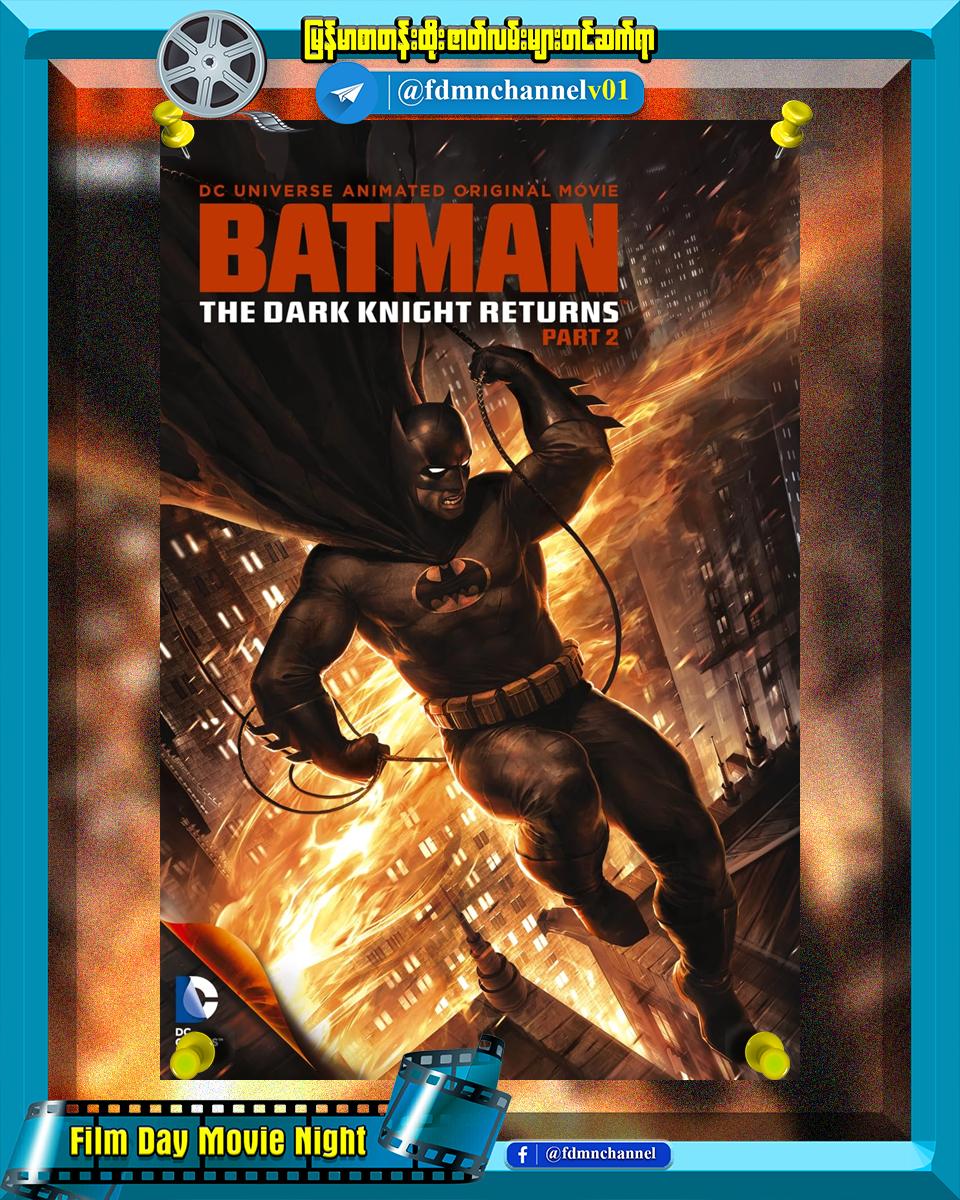 မြန်မာစာတန်းထိုးဇာတ်လမ်းများတင်ဆက်ရာ
@fdmnchannelv01
DC UNIVERSE ANIMATED ORIGINAL MOVIE
BATMAN
THE DARK KNIGHT RETURNS
PART 2
DC
Film Day Movie Night
f @fdmnchannel